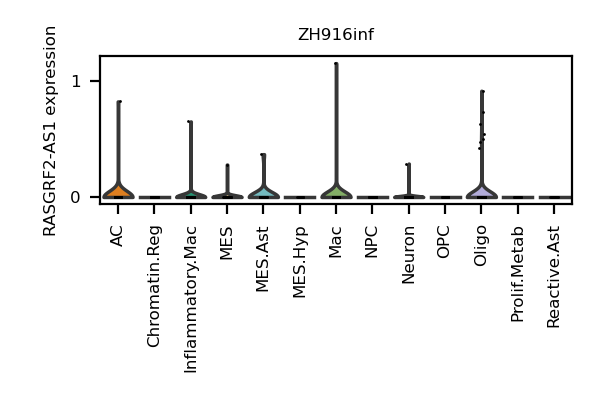 ZH916inf
RASGRF2-AS1 expression
1
0
AC
Chromatin.Reg
Inflammatory.Mac
MES
MES.Ast
MES.Hyp
Mac
NPC
Neuron
OPC
Oligo
Prolif.Metab
Reactive.Ast